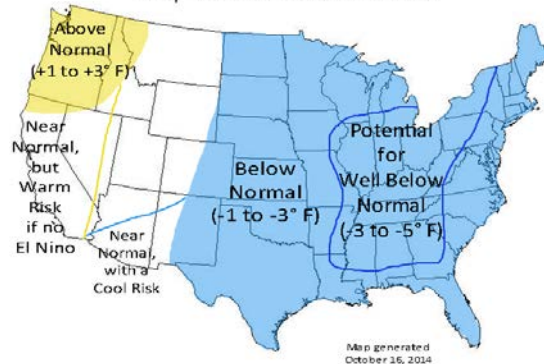 Above
Normal
(+1 to +3° F)
Near
Normal,
but
Warm
Risk
if no
El Nino
Near
Normal,
with a
Cool Risk
Below
Normal
(-1 to -3° F)
Potential
for
Well Below
Normal
(-3 to -5° F)
Map generated
October 16, 2014